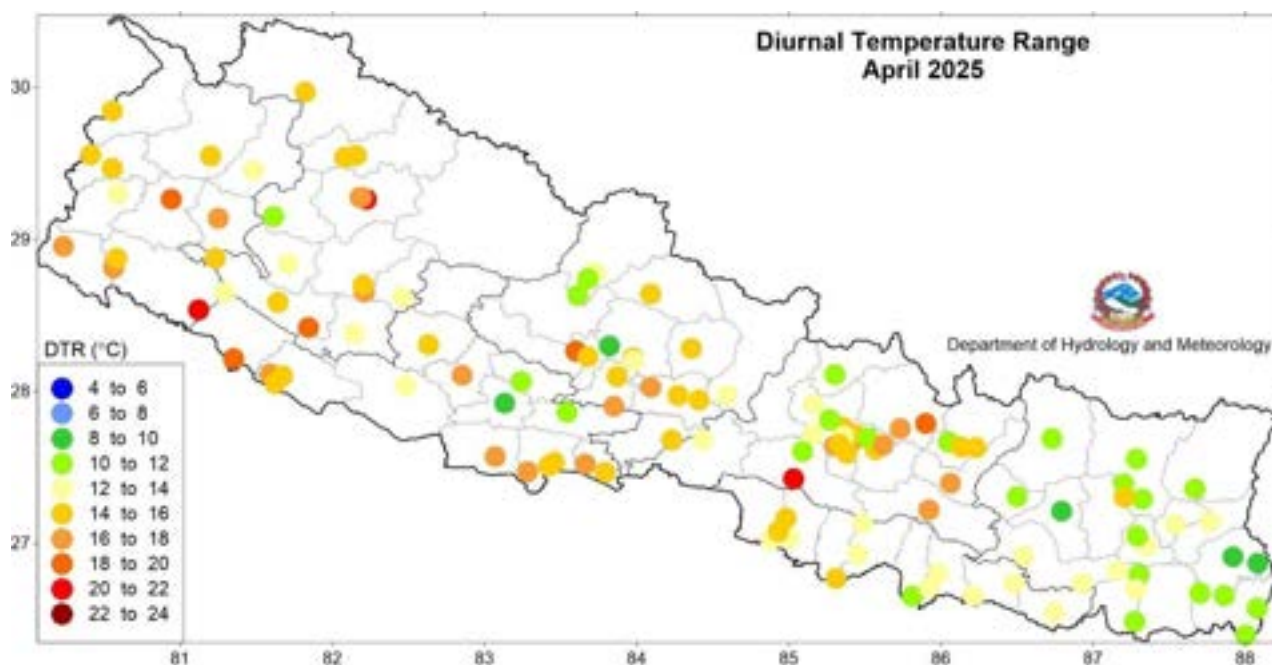 Diurnal Temperature Range
April 2025
30
29
28
27
Department of Hydrology and Meteorology
DTR (°C)
4 to 6
6 to 8
8 to 10
10 to 12
12 to 14
14 to 16
16 to 18
18 to 20
20 to 22
22 to 24
81
82
83
84
85
86
87
88